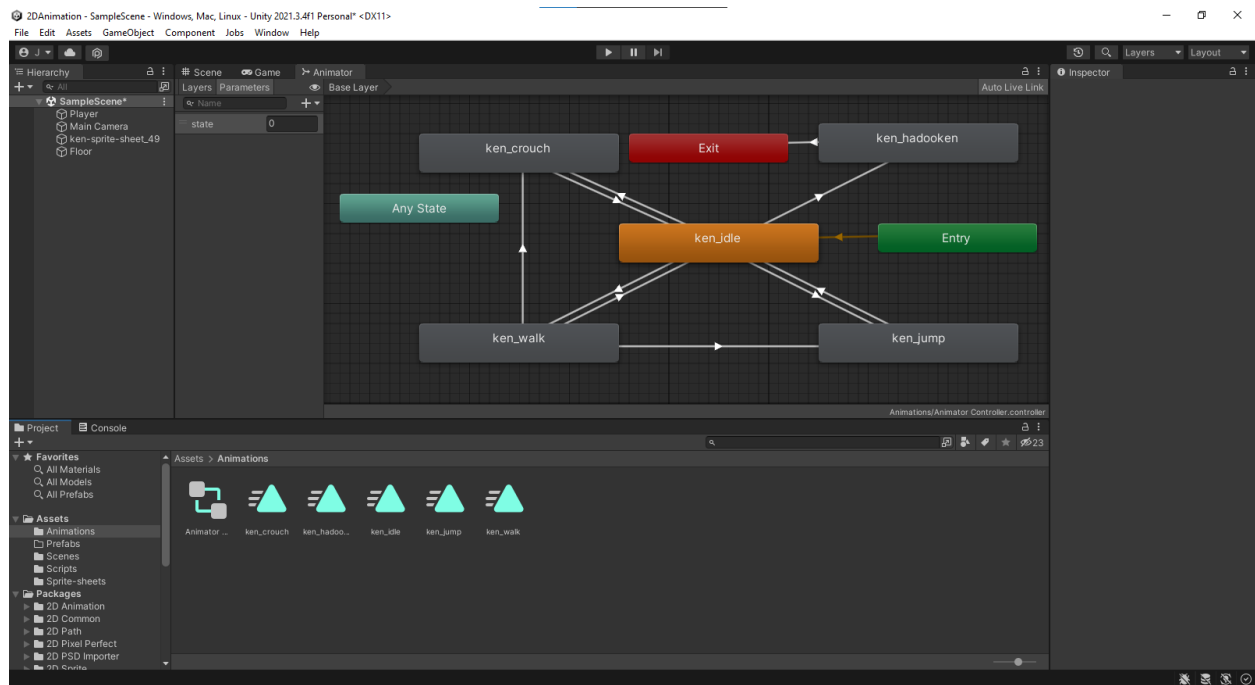 2DAnimation - SampleScene - Windows, Mac, Linux - Unity 2021.3.4f1 Personal* <DX11>
File Edit Assets GameObject Component Jobs Window Help
J Layers Layout
Hierarchy
# Scene Game Animator
Inspector
All
Layers Parameters Base Layer Auto Live Link
SampleScene*
Name
Player
Main Camera
ken-sprite-sheet_49
Floor
state 0
ken_crouch
Exit
ken_hadooken
Any State
ken_idle
Entry
ken_walk
ken_jump
Animations/Animator Controller.controller
Project Console
23
Favorites
All Materials
All Models
All Prefabs
Assets
Animations
Prefabs
Scenes
Scripts
Sprite-sheets
Packages
2D Animation
2D Common
2D Path
2D Pixel Perfect
2D PSD Importer
2D Sprite
Assets > Animations
Animator ... ken_crouch ken_hadoo... ken_idle ken_jump ken_walk